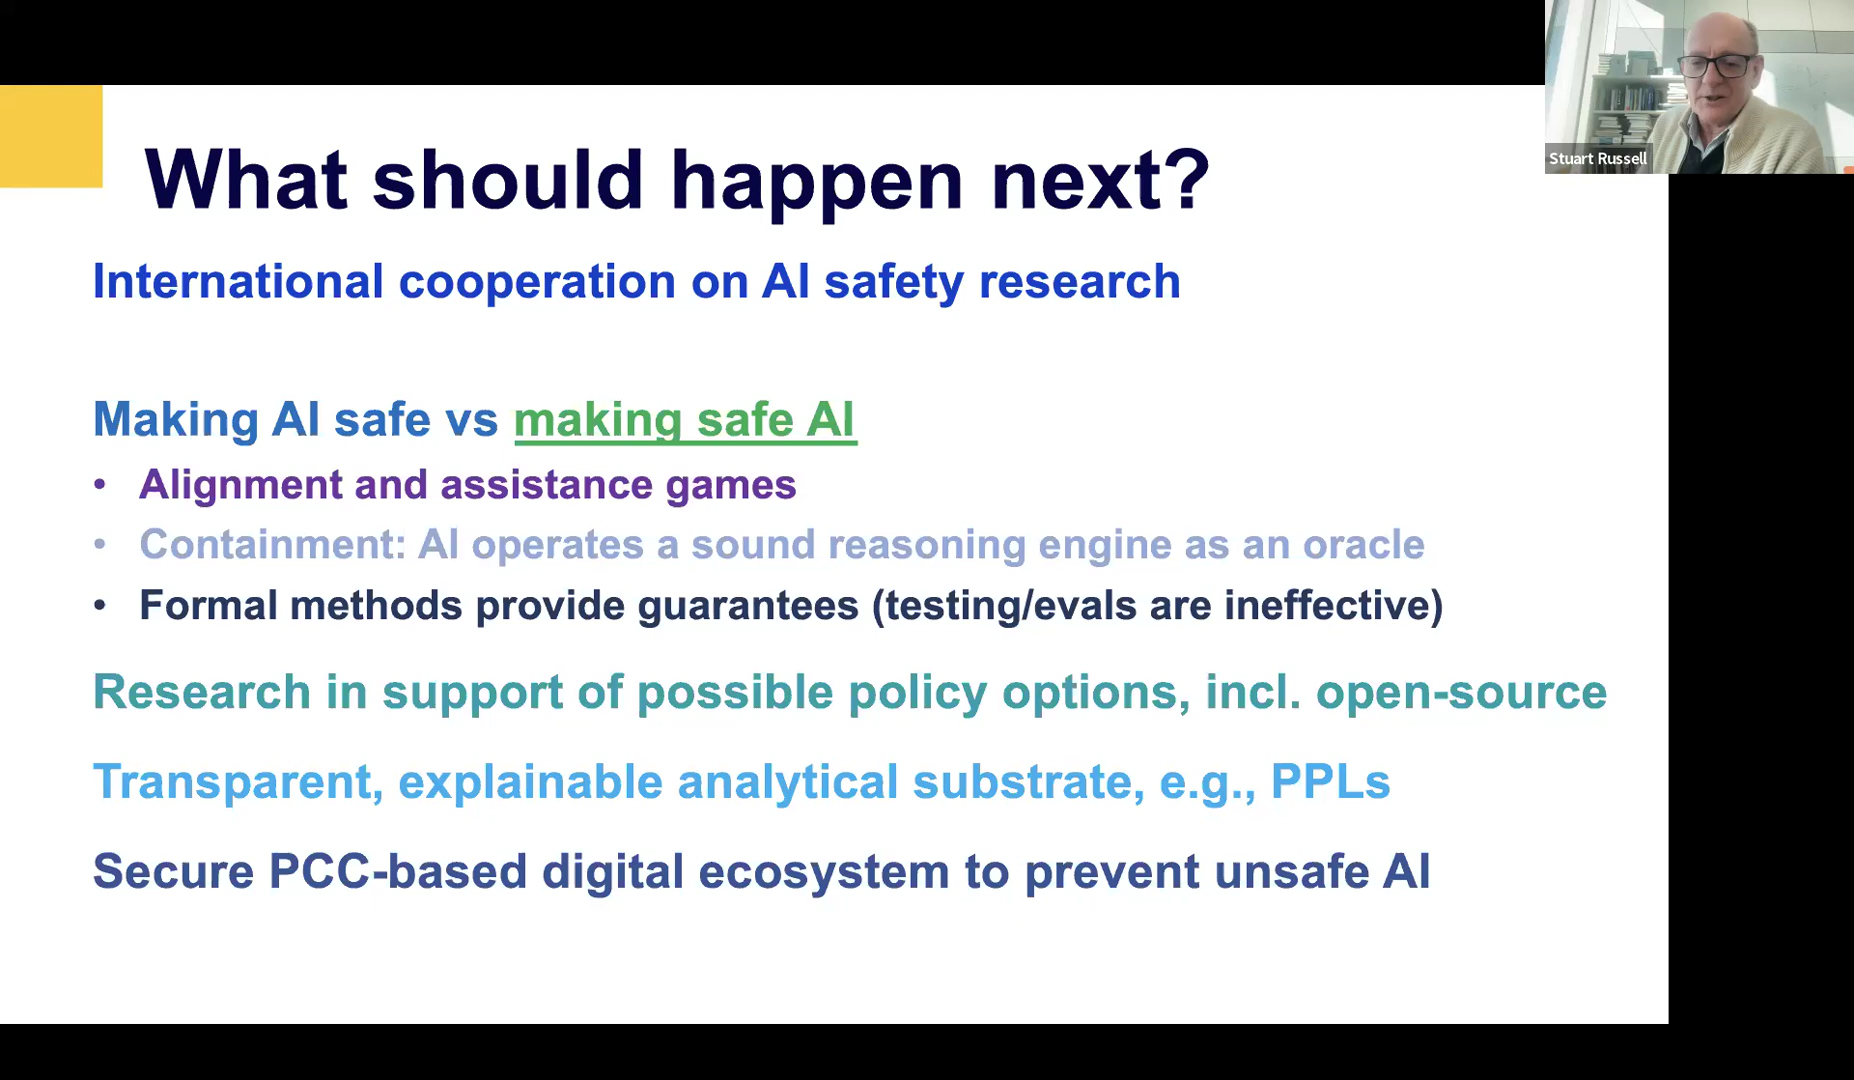 Stuart Russell
What should happen next?
International cooperation on AI safety research
Making AI safe vs making safe AI
• Alignment and assistance games
• Containment: AI operates a sound reasoning engine as an oracle
• Formal methods provide guarantees (testing/evals are ineffective)
Research in support of possible policy options, incl. open-source
Transparent, explainable analytical substrate, e.g., PPLs
Secure PCC-based digital ecosystem to prevent unsafe AI